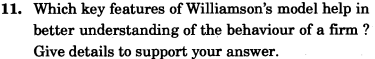 11. Which key features of Williamson's model help in
better understanding of the behaviour of a firm ?
Give details to support your answer.